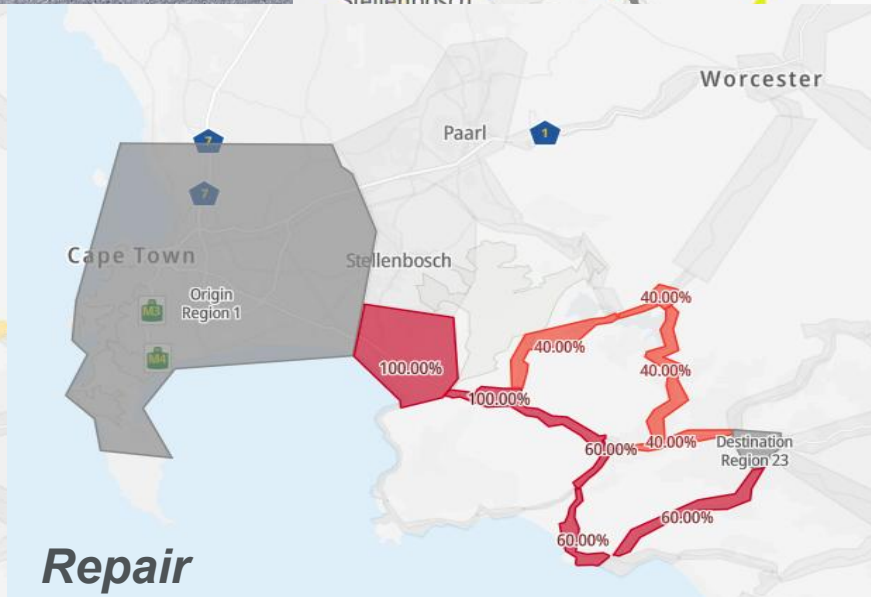 Stellenbosch
Worcester
Paarl
1
7
7
Cape Town
Stellenbosch
Origin
Region 1
M3
M4
40.00%
40.00%
40.00%
100.00%
100.00%
60.00%
40.00%
Destination
Region 23
60.00%
60.00%
Repair